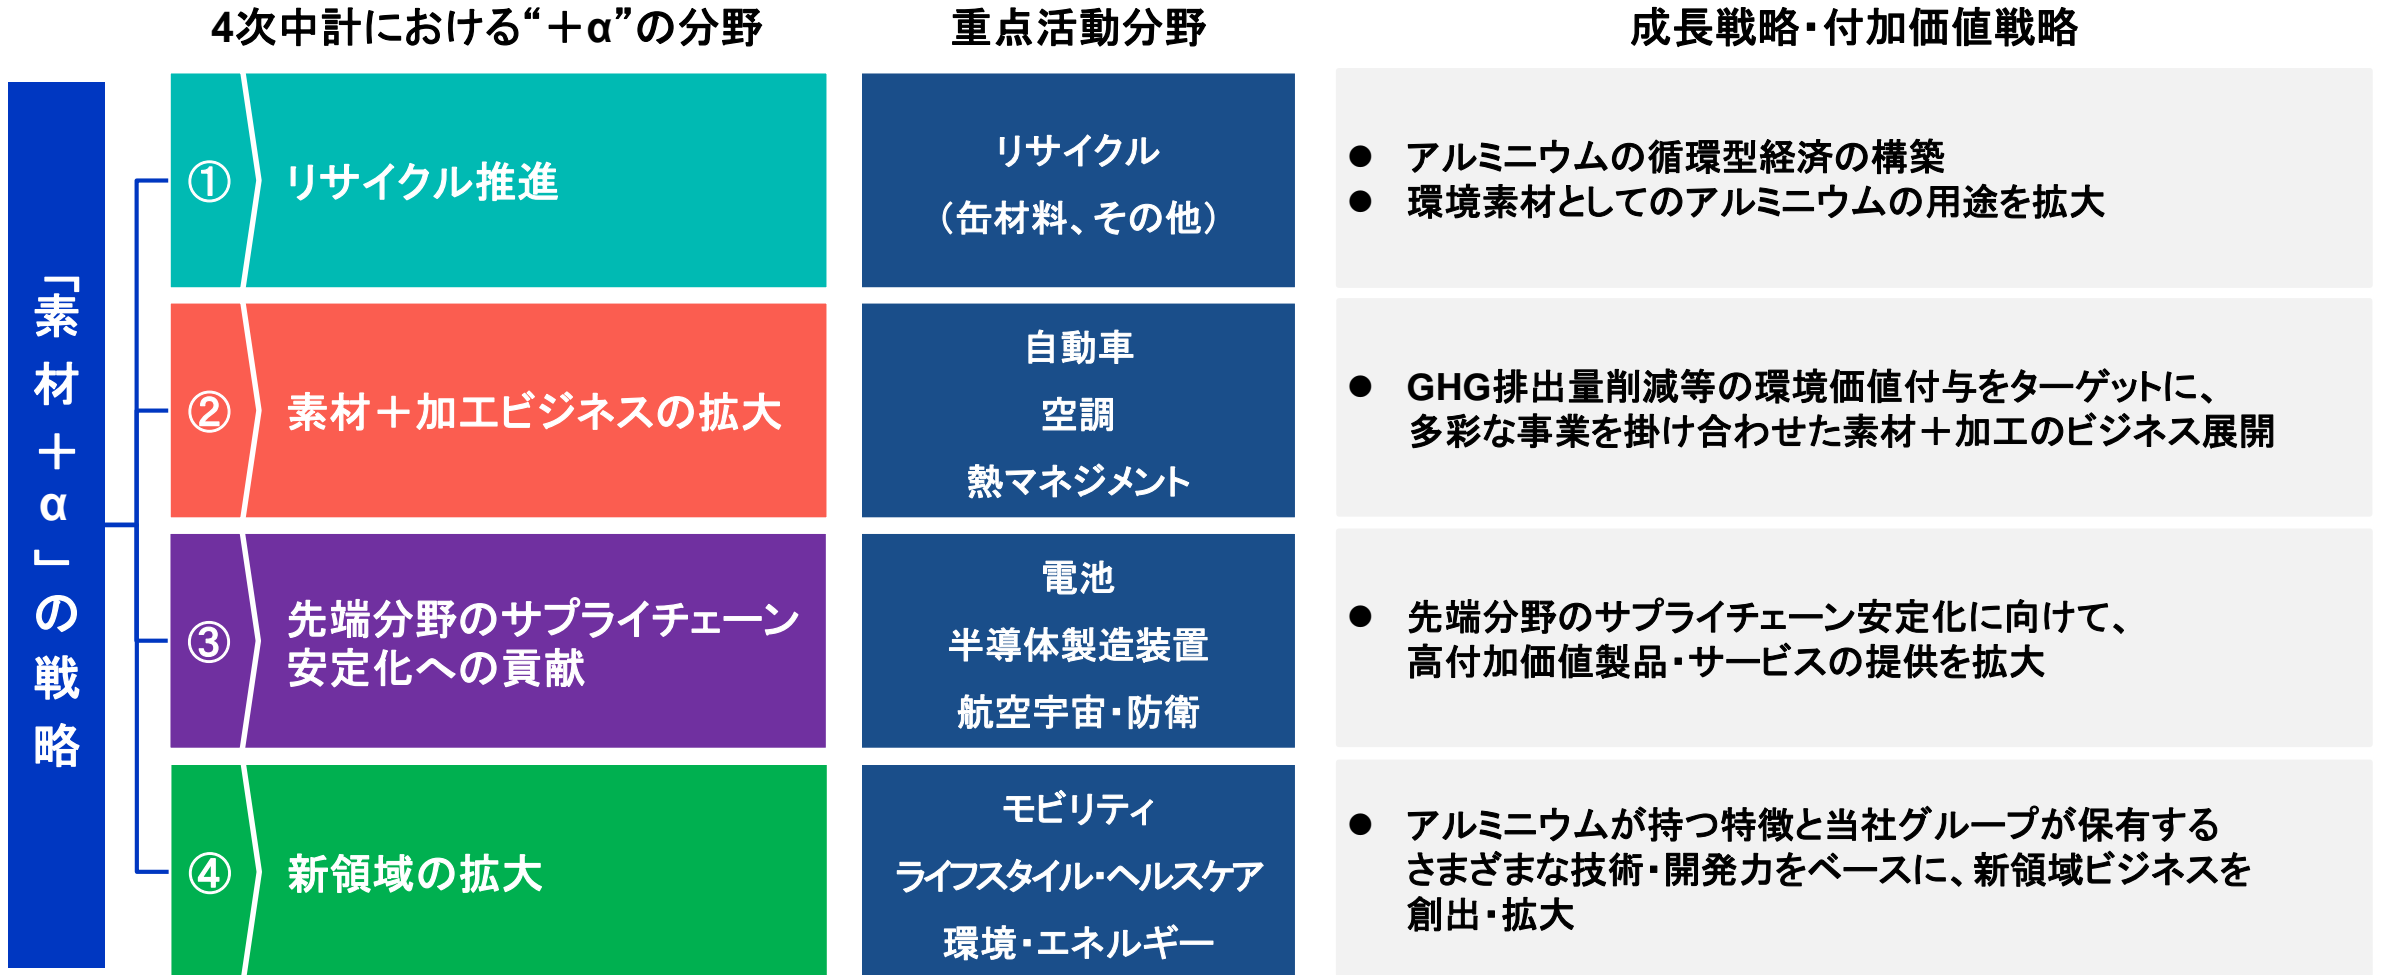 4次中計における“＋α”の分野
重点活動分野
成長戦略・付加価値戦略
「素材＋α」の戦略
① リサイクル推進
リサイクル
（缶材料、その他）
● アルミニウムの循環型経済の構築
● 環境素材としてのアルミニウムの用途を拡大
② 素材＋加工ビジネスの拡大
自動車
空調
熱マネジメント
● GHG排出量削減等の環境価値付与をターゲットに、
多彩な事業を掛け合わせた素材＋加工のビジネス展開
③ 先端分野のサプライチェーン
安定化への貢献
電池
半導体製造装置
航空宇宙・防衛
● 先端分野のサプライチェーン安定化に向けて、
高付加価値製品・サービスの提供を拡大
④ 新領域の拡大
モビリティ
ライフスタイル・ヘルスケア
環境・エネルギー
● アルミニウムが持つ特徴と当社グループが保有する
さまざまな技術・開発力をベースに、新領域ビジネスを
創出・拡大